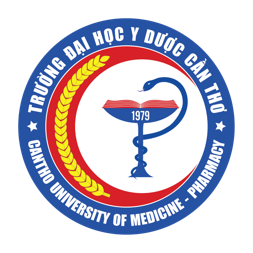 TRƯỜNG ĐẠI HỌC Y DƯỢC CẦN THƠ
1979
CANTHO UNIVERSITY OF MEDICINE - PHARMACY